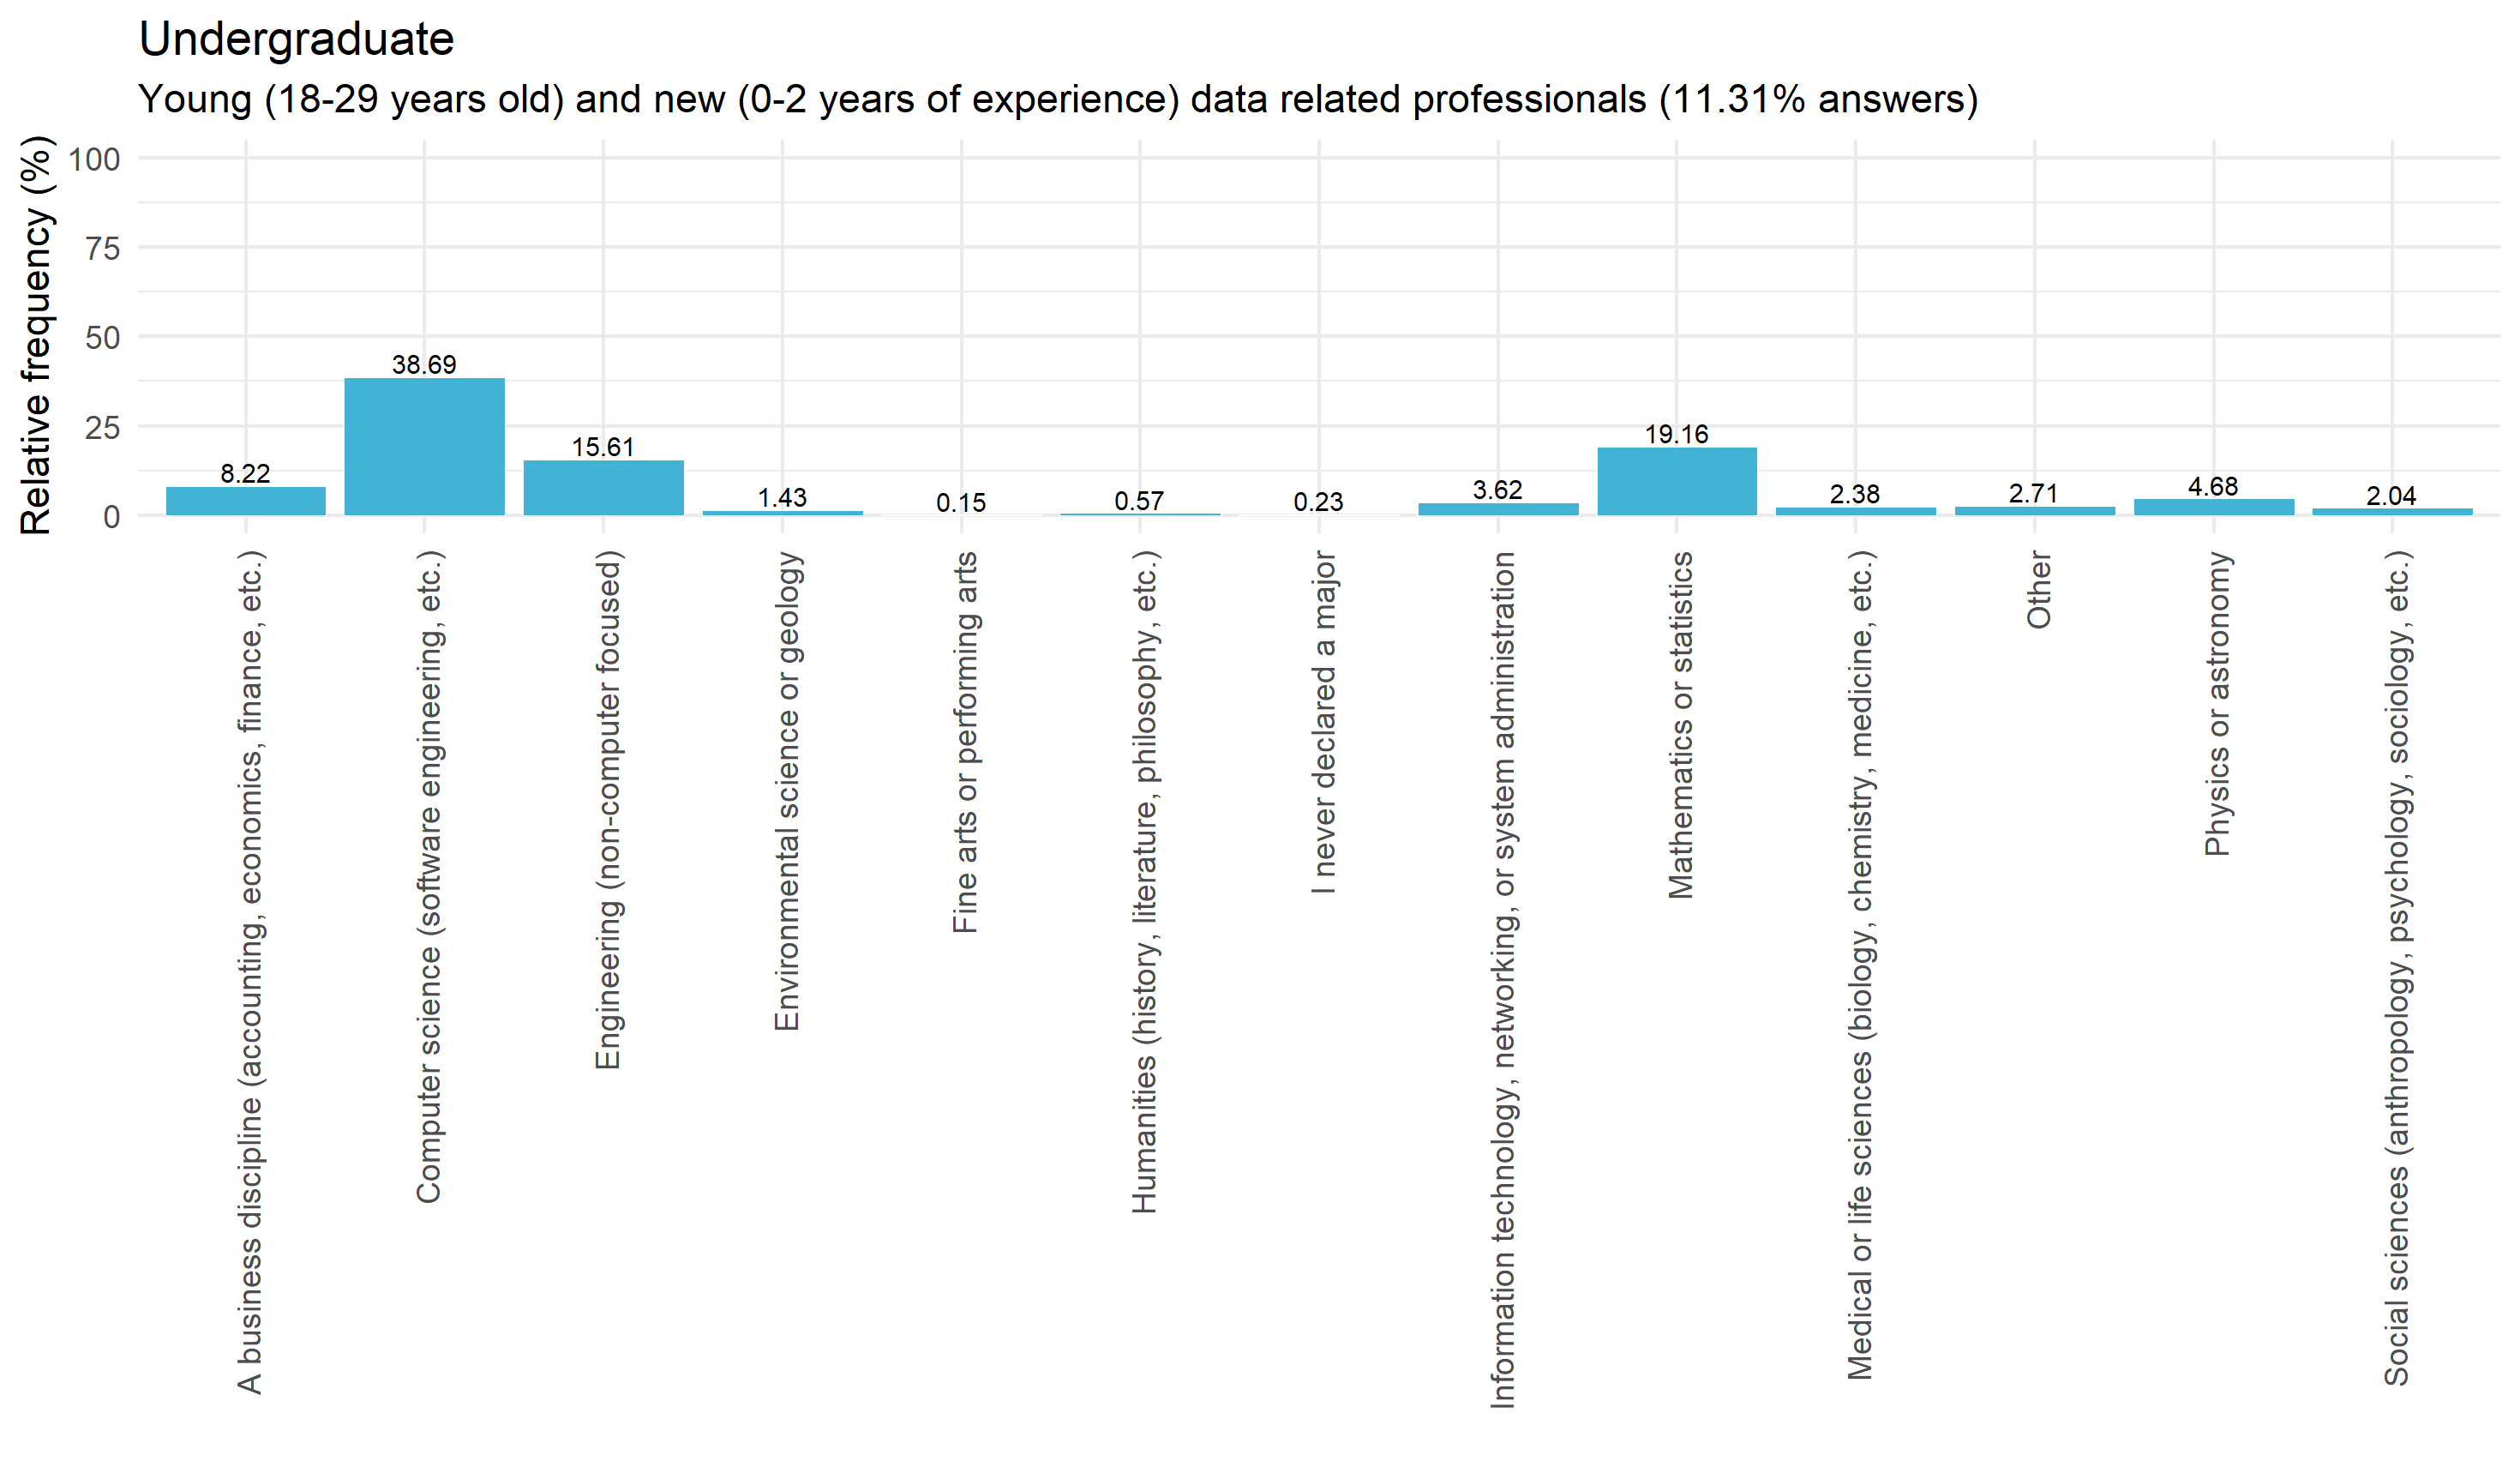 Undergraduate
Young (18-29 years old) and new (0-2 years of experience) data related professionals (11.31% answers)
Relative frequency (%)
100
75
50
25
0
8.22
38.69
15.61
1.43
0.15
0.57
0.23
3.62
19.16
2.38
2.71
4.68
2.04
A business discipline (accounting, economics, finance, etc.)
Computer science (software engineering, etc.)
Engineering (non-computer focused)
Environmental science or geology
Fine arts or performing arts
Humanities (history, literature, philosophy, etc.)
I never declared a major
Information technology, networking, or system administration
Mathematics or statistics
Medical or life sciences (biology, chemistry, medicine, etc.)
Other
Physics or astronomy
Social sciences (anthropology, psychology, sociology, etc.)